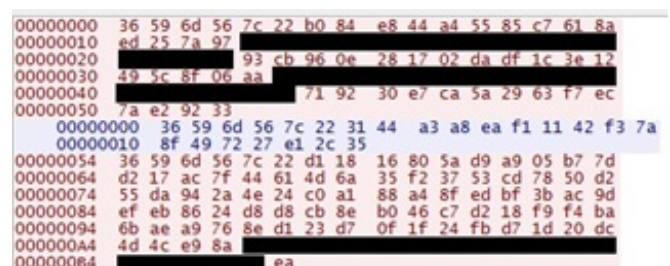 00000000 36 59 6d 56 7c 22 b0 84 e8 44 a4 55 85 c7 61 8a
00000010 ed 25 7a 97
00000020 93 cb 96 0e 28 17 02 da df 1c 3e 12
00000030 49 5c 8f 06 aa
00000040 71 92 30 e7 ca 5a 29 63 f7 ec
00000050 7a e2 92 33
00000000 36 59 6d 56 7c 22 31 44 a3 a8 ea f1 11 42 f3 7a
00000010 8f 49 72 27 e1 2c 35
00000054 36 59 6d 56 7c 22 d1 18 16 80 5a d9 a9 05 b7 7d
00000064 d2 17 ac 7f 44 61 4d 6a 35 f2 37 53 cd 78 50 d2
00000074 55 da 94 2a 4e 24 c0 a1 88 a4 8f ed bf 3b ac 9d
00000084 ef eb 86 24 d8 d8 cb 8e b0 46 c7 d2 18 f9 f4 ba
00000094 6b ae a9 76 8e d1 23 d7 0f 1f 24 fb d7 1d 20 dc
000000A4 4d 4c e9 8a
000000B4 ea